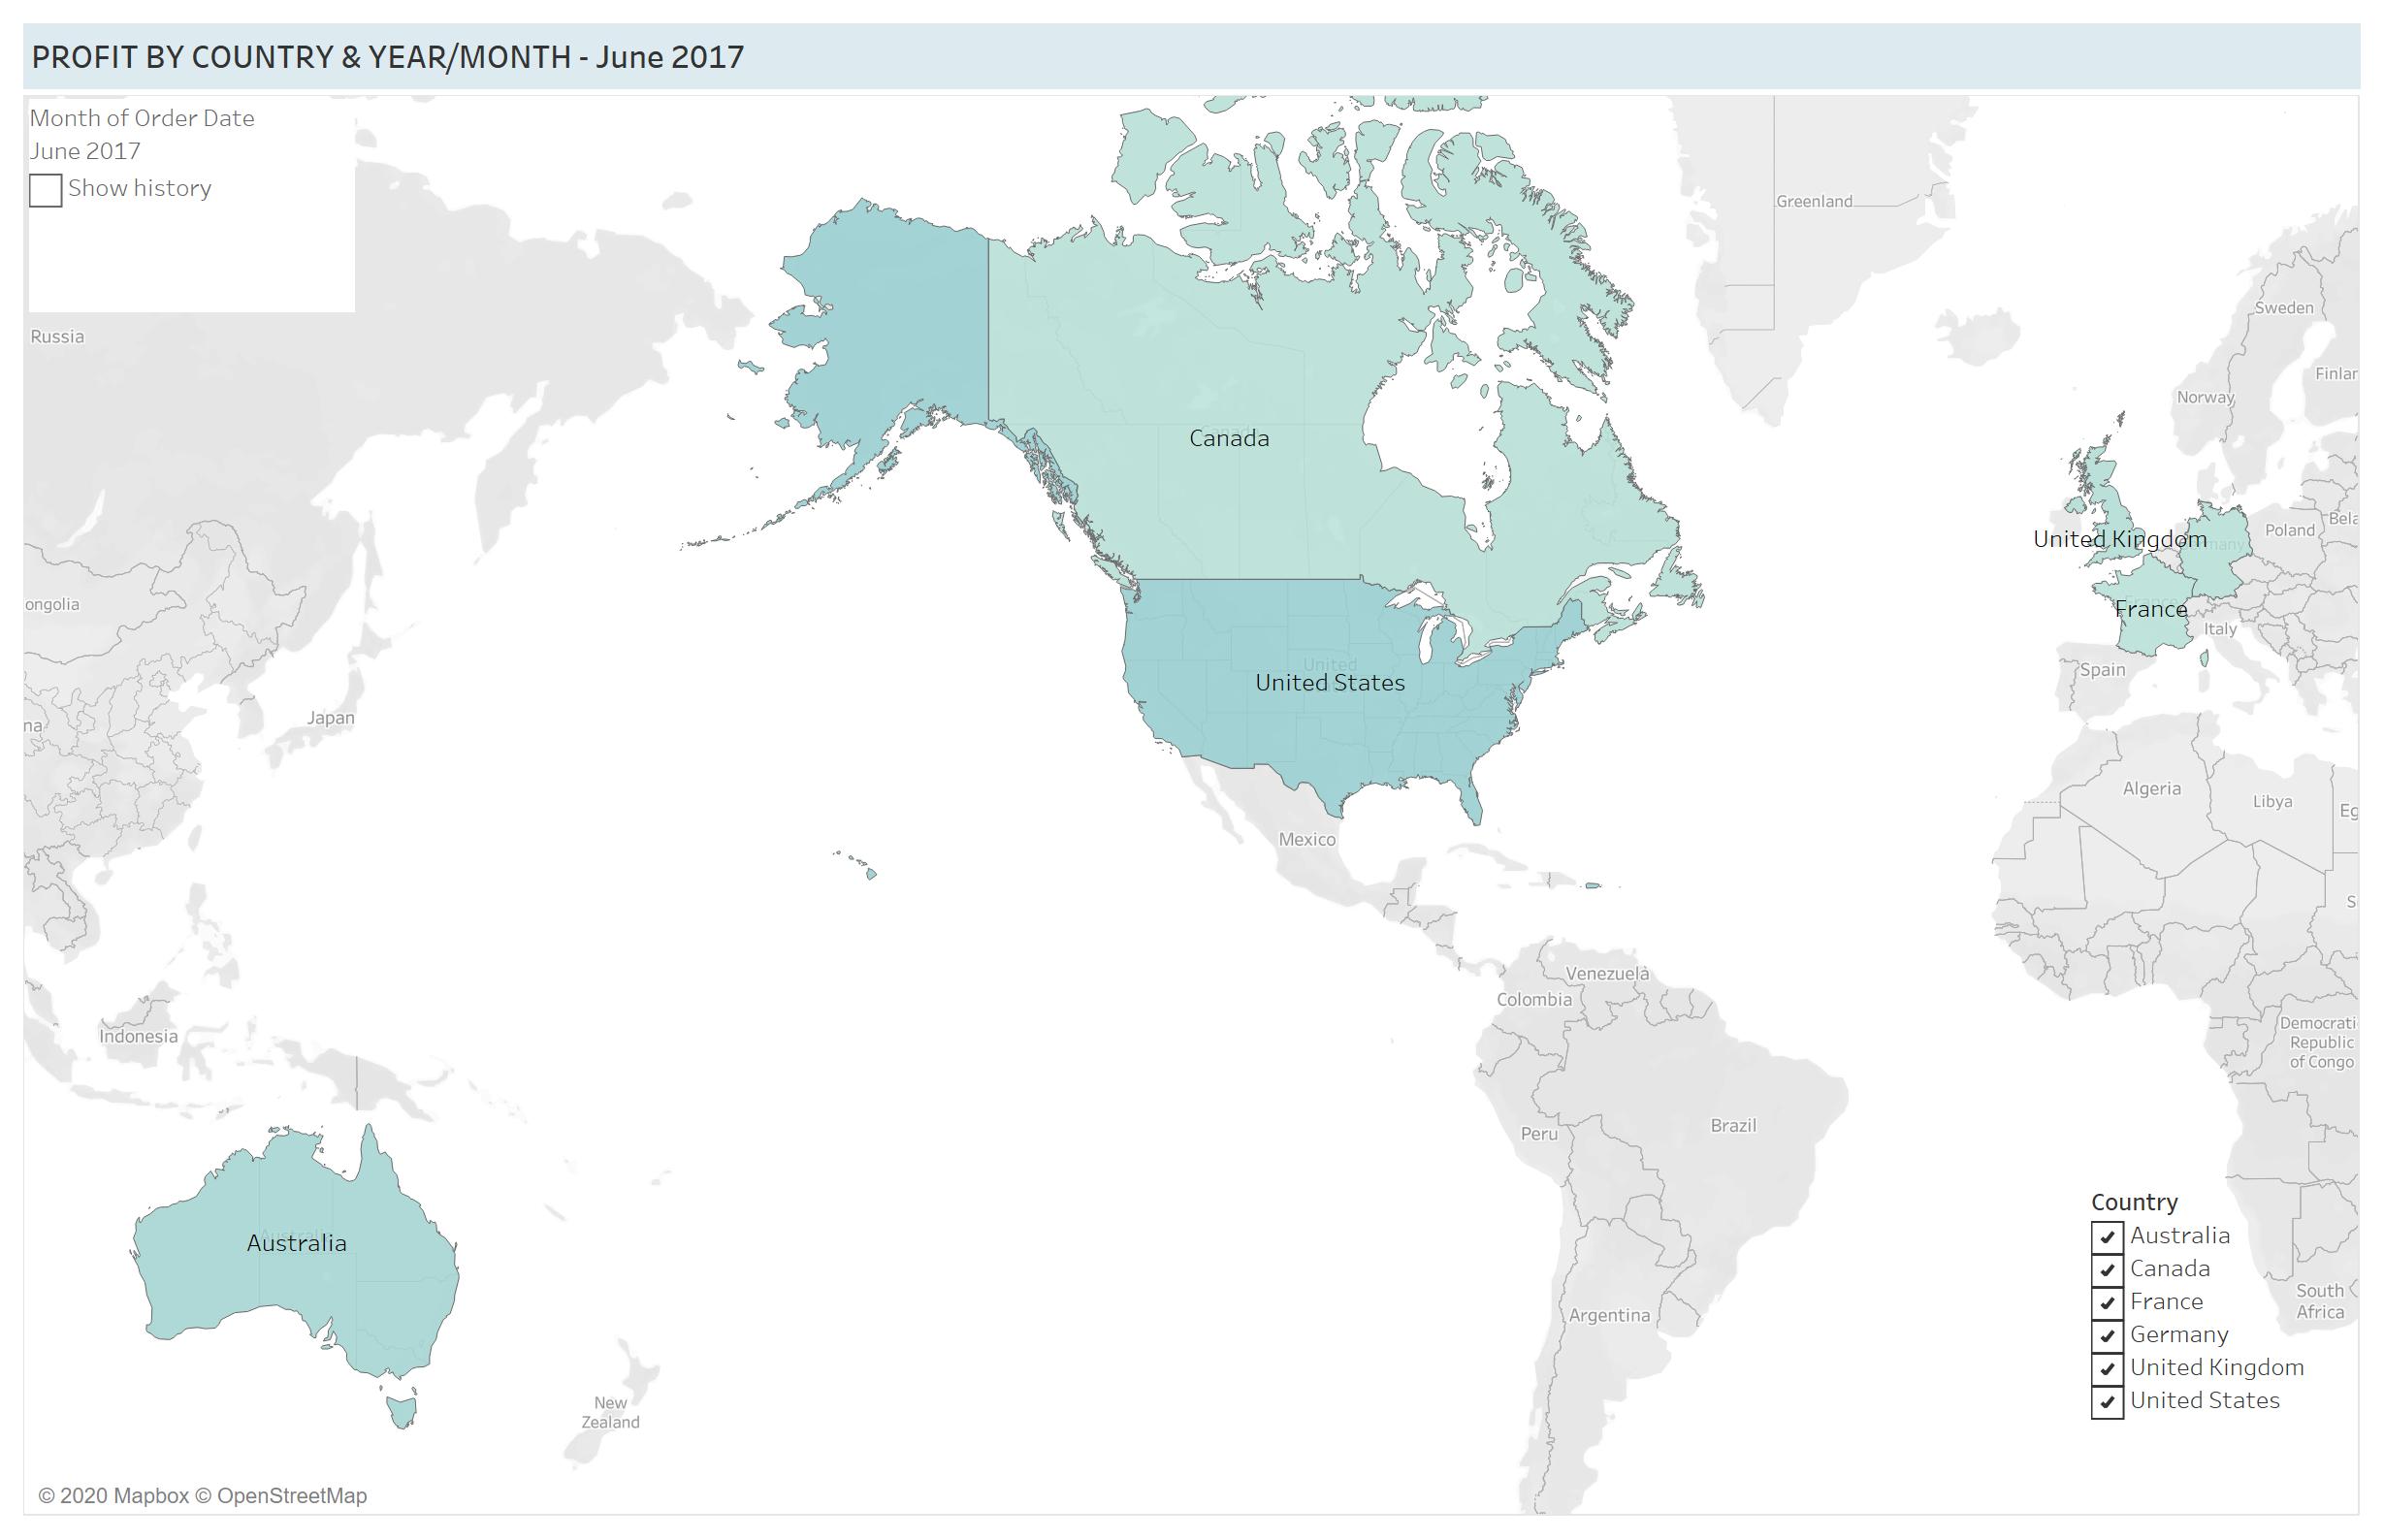 PROFIT BY COUNTRY & YEAR/MONTH - June 2017
Month of Order Date
June 2017
Show history
Greenland
Russia
Sweden
Finlan
Norway
Canada
United Kingdom
Poland
Bela
ongolia
France
Italy
United
United States
Spain
Japan
na
Algeria
Libya
Eg
Mexico
S
Venezuela
Colombia
Indonesia
Democrati
Republic
of Congo
Brazil
Peru
Country
Australia
Canada
France
Germany
United Kingdom
United States
Australia
South
Africa
Argentina
New
Zealand
© 2020 Mapbox © OpenStreetMap